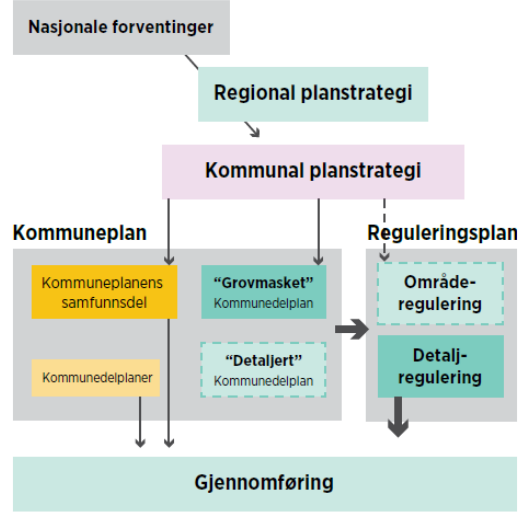 Nasjonale forventinger
Regional planstrategi
Kommunal planstrategi
Kommuneplan
Reguleringsplan
Kommuneplanens
samfunnsdel
“Grovmasket”
Kommunedelplan
Område-
regulering
Kommunedelplaner
“Detaljert”
Kommunedelplan
Detalj-
regulering
Gjennomføring